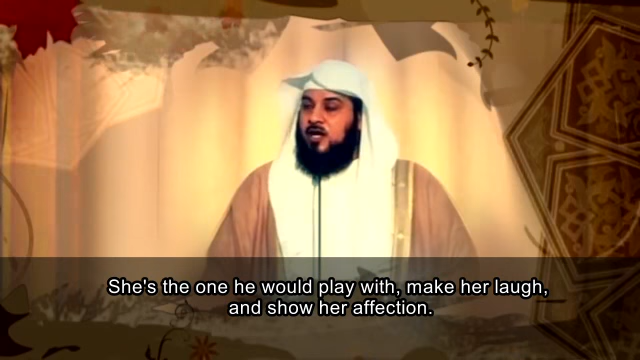 She's the one he would play with, make her laugh,
and show her affection.